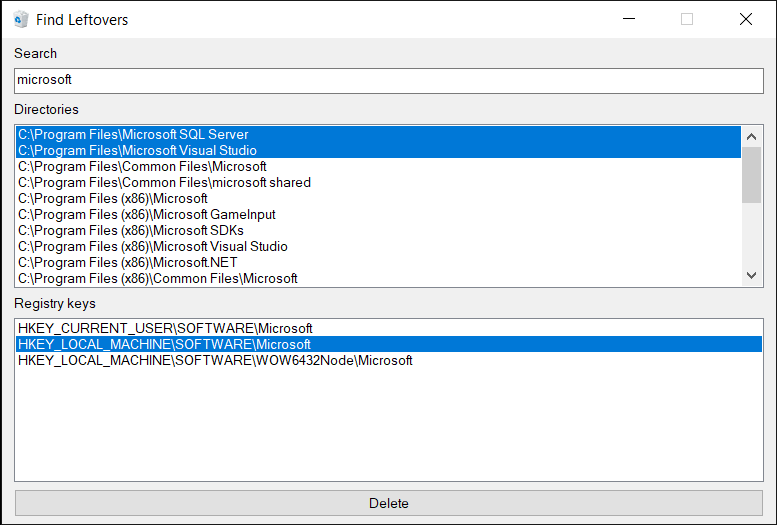 Find Leftovers
Search
microsoft
Directories
C:\Program Files\Microsoft SQL Server
C:\Program Files\Microsoft Visual Studio
C:\Program Files\Common Files\Microsoft
C:\Program Files\Common Files\microsoft shared
C:\Program Files (x86)\Microsoft
C:\Program Files (x86)\Microsoft GameInput
C:\Program Files (x86)\Microsoft SDKs
C:\Program Files (x86)\Microsoft Visual Studio
C:\Program Files (x86)\Microsoft.NET
C:\Program Files (x86)\Common Files\Microsoft
Registry keys
HKEY_CURRENT_USER\SOFTWARE\Microsoft
HKEY_LOCAL_MACHINE\SOFTWARE\Microsoft
HKEY_LOCAL_MACHINE\SOFTWARE\WOW6432Node\Microsoft
Delete